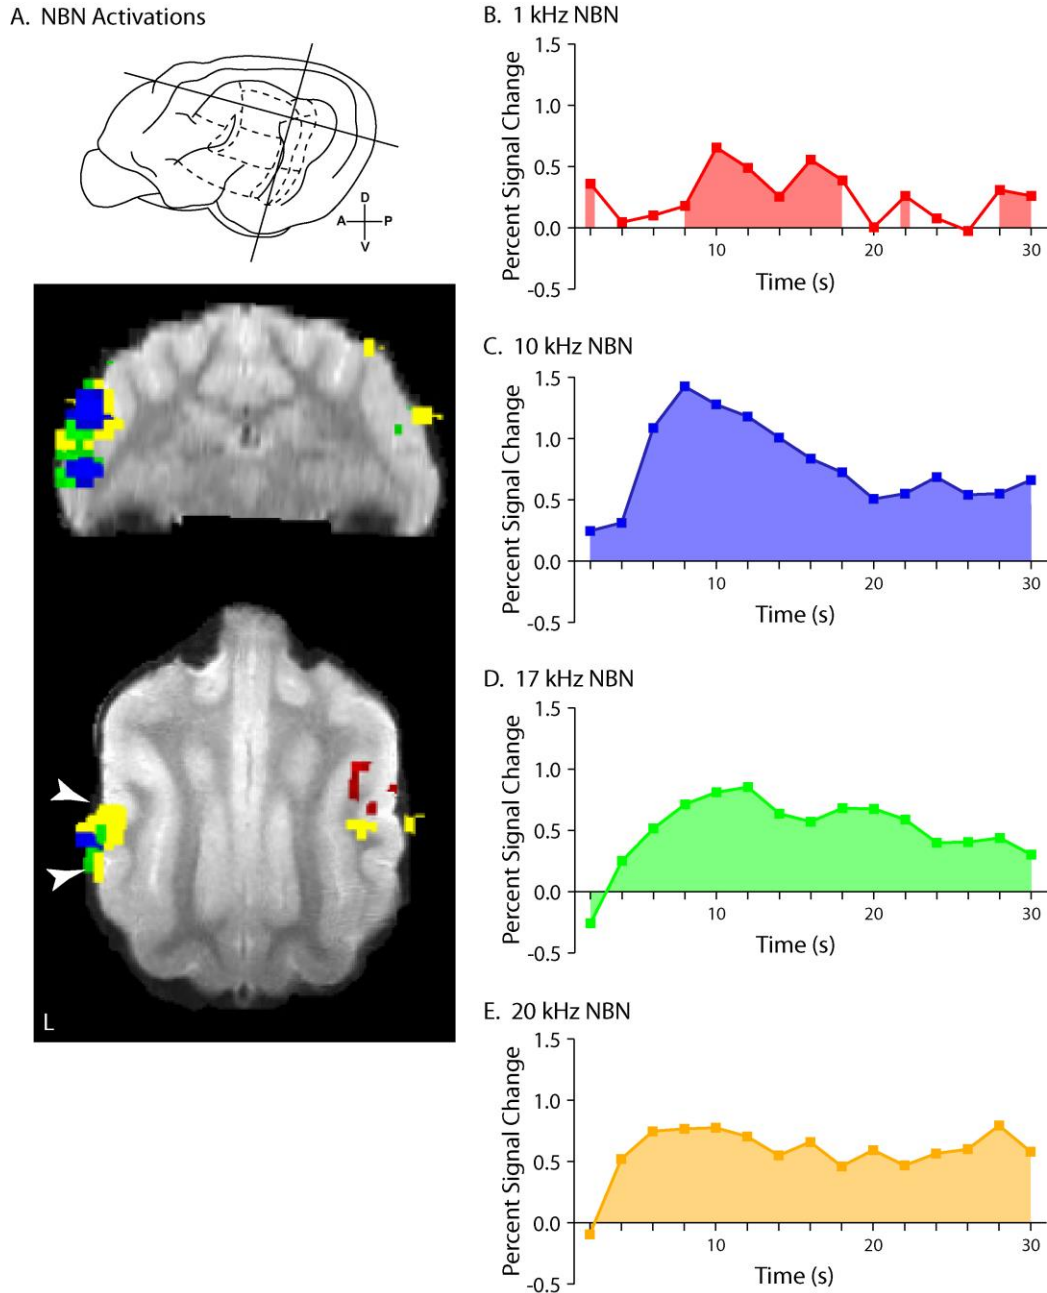 A. NBN Activations
D
A P
V
L
B. 1 kHz NBN
1.5
1.0
0.5
0.0
-0.5
Percent Signal Change
10 20 30
Time (s)
C. 10 kHz NBN
1.5
1.0
0.5
0.0
-0.5
Percent Signal Change
10 20 30
Time (s)
D. 17 kHz NBN
1.5
1.0
0.5
0.0
-0.5
Percent Signal Change
10 20 30
Time (s)
E. 20 kHz NBN
1.5
1.0
0.5
0.0
-0.5
Percent Signal Change
10 20 30
Time (s)